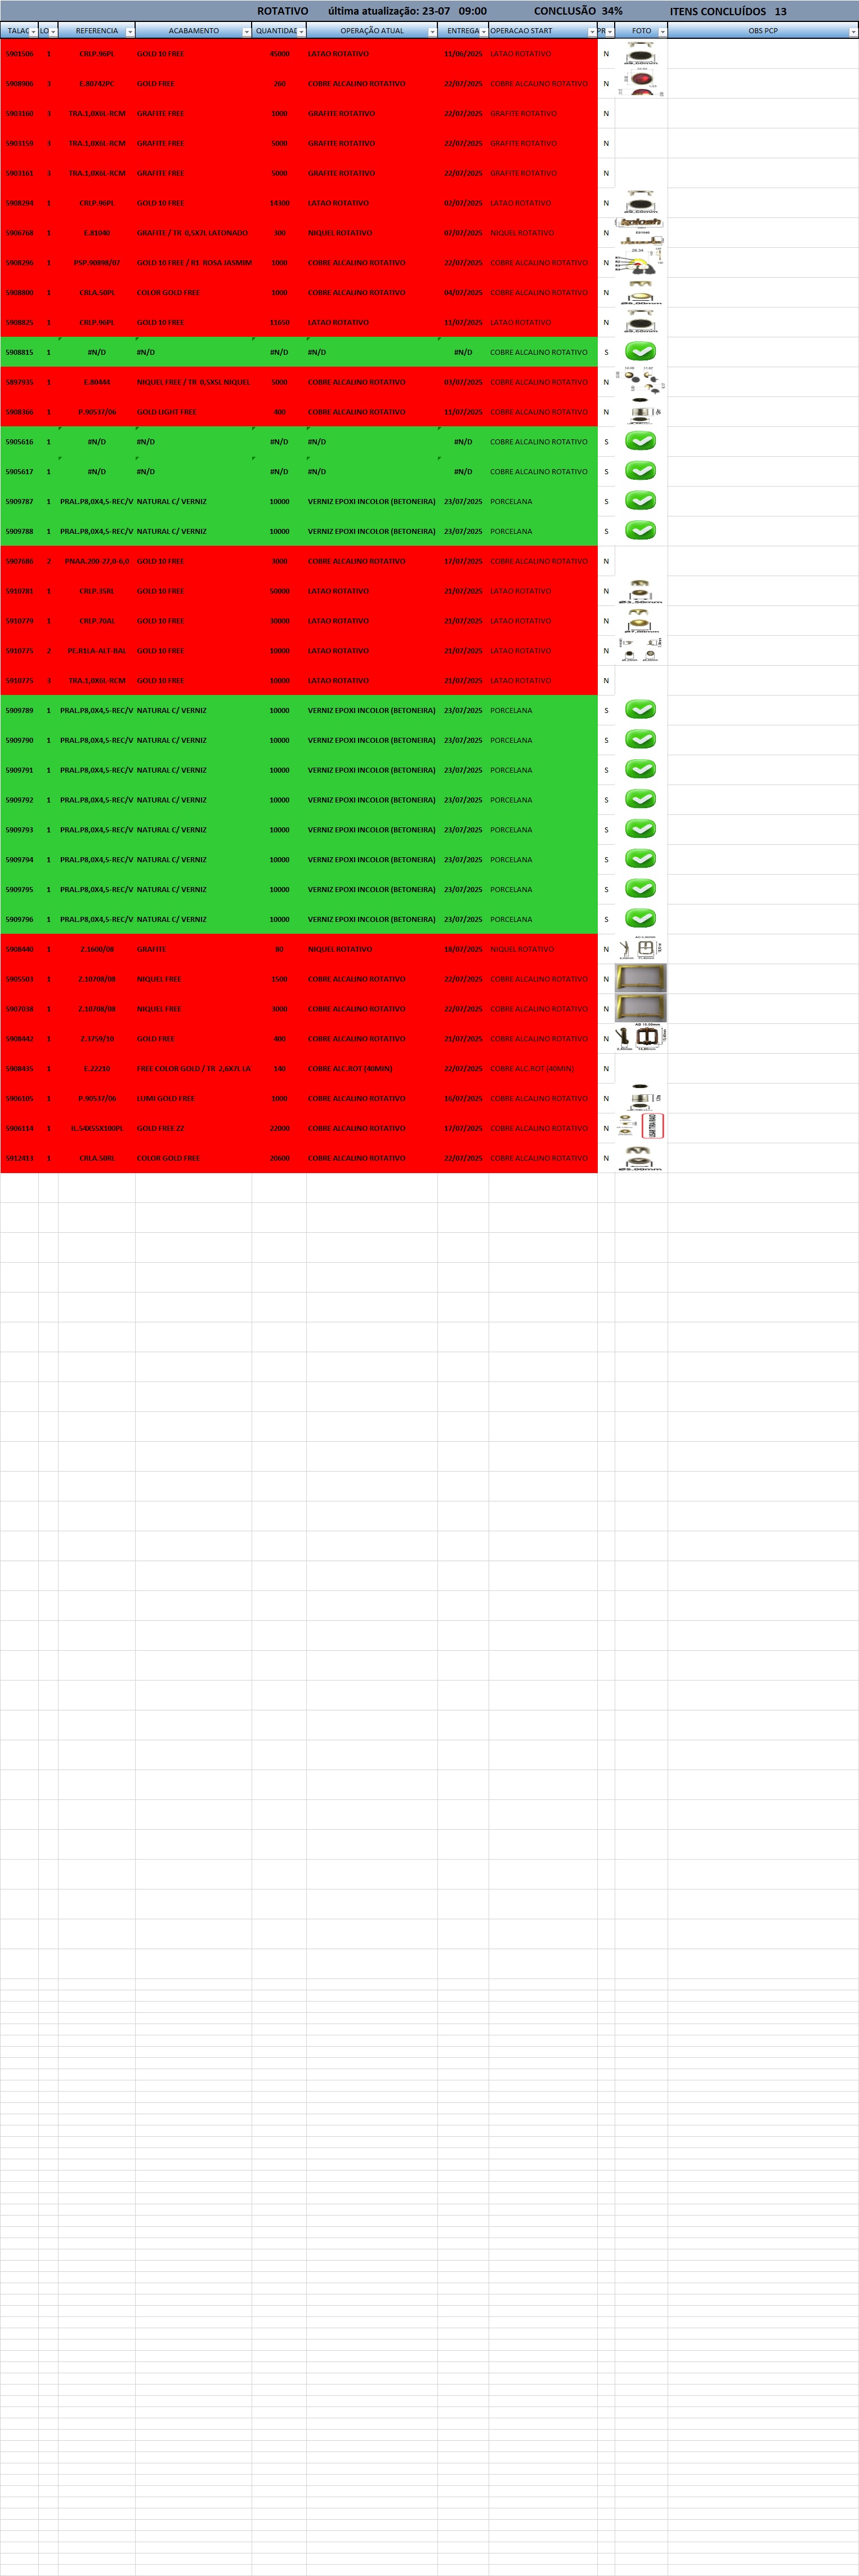 ROTATIVO última atualização: 23-07 09:00 CONCLUSÃO 34% ITENS CONCLUÍDOS 13
TALAC LO REFERENCIA ACABAMENTO QUANTIDAD OPERAÇÃO ATUAL ENTREGA OPERACAO START PR FOTO OBS PCP
5901506 1 CRLP.96PL GOLD 10 FREE 45000 LATAO ROTATIVO 11/06/2025 LATAO ROTATIVO N
5908906 3 E.80742PC GOLD FREE 260 COBRE ALCALINO ROTATIVO 22/07/2025 COBRE ALCALINO ROTATIVO N
5903160 3 TRA.1,0X6L-RCM GRAFITE FREE 1000 GRAFITE ROTATIVO 22/07/2025 GRAFITE ROTATIVO N
5903159 3 TRA.1,0X6L-RCM GRAFITE FREE 5000 GRAFITE ROTATIVO 22/07/2025 GRAFITE ROTATIVO N
5903161 3 TRA.1,0X6L-RCM GRAFITE FREE 5000 GRAFITE ROTATIVO 22/07/2025 GRAFITE ROTATIVO N
5908294 1 CRLP.96PL GOLD 10 FREE 14300 LATAO ROTATIVO 02/07/2025 LATAO ROTATIVO N
5906768 1 E.81040 GRAFITE / TR 0,5X7L LATONADO 300 NIQUEL ROTATIVO 07/07/2025 NIQUEL ROTATIVO N
5908296 1 PSP.90898/07 GOLD 10 FREE / R1 ROSA JASMIM 1000 COBRE ALCALINO ROTATIVO 22/07/2025 COBRE ALCALINO ROTATIVO N
5908800 1 CRLA.50PL COLOR GOLD FREE 1000 COBRE ALCALINO ROTATIVO 04/07/2025 COBRE ALCALINO ROTATIVO N
5908825 1 CRLP.96PL GOLD 10 FREE 11650 LATAO ROTATIVO 11/07/2025 LATAO ROTATIVO N
5908815 1 #N/D #N/D #N/D #N/D #N/D COBRE ALCALINO ROTATIVO S
5897935 1 E.80444 NIQUEL FREE / TR 0,5X5L NIQUEL 5000 COBRE ALCALINO ROTATIVO 03/07/2025 COBRE ALCALINO ROTATIVO N
5908366 1 P.90537/06 GOLD LIGHT FREE 400 COBRE ALCALINO ROTATIVO 11/07/2025 COBRE ALCALINO ROTATIVO N
5905616 1 #N/D #N/D #N/D #N/D #N/D COBRE ALCALINO ROTATIVO S
5905617 1 #N/D #N/D #N/D #N/D #N/D COBRE ALCALINO ROTATIVO S
5909787 1 PRAL.P8,0X4,5-REC/V NATURAL C/ VERNIZ 10000 VERNIZ EPOXI INCOLOR (BETONEIRA) 23/07/2025 PORCELANA S
5909788 1 PRAL.P8,0X4,5-REC/V NATURAL C/ VERNIZ 10000 VERNIZ EPOXI INCOLOR (BETONEIRA) 23/07/2025 PORCELANA S
5907686 2 PNAA.200-27,0-6,0 GOLD 10 FREE 3000 COBRE ALCALINO ROTATIVO 17/07/2025 COBRE ALCALINO ROTATIVO N
5910781 1 CRLP.35RL GOLD 10 FREE 50000 LATAO ROTATIVO 21/07/2025 LATAO ROTATIVO N
5910779 1 CRLP.70AL GOLD 10 FREE 30000 LATAO ROTATIVO 21/07/2025 LATAO ROTATIVO N
5910775 2 PE.R1LA-ALT-BAL GOLD 10 FREE 10000 LATAO ROTATIVO 21/07/2025 LATAO ROTATIVO N
5910775 3 TRA.1,0X6L-RCM GOLD 10 FREE 10000 LATAO ROTATIVO 21/07/2025 LATAO ROTATIVO N
5909789 1 PRAL.P8,0X4,5-REC/V NATURAL C/ VERNIZ 10000 VERNIZ EPOXI INCOLOR (BETONEIRA) 23/07/2025 PORCELANA S
5909790 1 PRAL.P8,0X4,5-REC/V NATURAL C/ VERNIZ 10000 VERNIZ EPOXI INCOLOR (BETONEIRA) 23/07/2025 PORCELANA S
5909791 1 PRAL.P8,0X4,5-REC/V NATURAL C/ VERNIZ 10000 VERNIZ EPOXI INCOLOR (BETONEIRA) 23/07/2025 PORCELANA S
5909792 1 PRAL.P8,0X4,5-REC/V NATURAL C/ VERNIZ 10000 VERNIZ EPOXI INCOLOR (BETONEIRA) 23/07/2025 PORCELANA S
5909793 1 PRAL.P8,0X4,5-REC/V NATURAL C/ VERNIZ 10000 VERNIZ EPOXI INCOLOR (BETONEIRA) 23/07/2025 PORCELANA S
5909794 1 PRAL.P8,0X4,5-REC/V NATURAL C/ VERNIZ 10000 VERNIZ EPOXI INCOLOR (BETONEIRA) 23/07/2025 PORCELANA S
5909795 1 PRAL.P8,0X4,5-REC/V NATURAL C/ VERNIZ 10000 VERNIZ EPOXI INCOLOR (BETONEIRA) 23/07/2025 PORCELANA S
5909796 1 PRAL.P8,0X4,5-REC/V NATURAL C/ VERNIZ 10000 VERNIZ EPOXI INCOLOR (BETONEIRA) 23/07/2025 PORCELANA S
5908440 1 Z.1600/08 GRAFITE 80 NIQUEL ROTATIVO 18/07/2025 NIQUEL ROTATIVO N
5905503 1 Z.10708/08 NIQUEL FREE 1500 COBRE ALCALINO ROTATIVO 22/07/2025 COBRE ALCALINO ROTATIVO N
5907038 1 Z.10708/08 NIQUEL FREE 3000 COBRE ALCALINO ROTATIVO 22/07/2025 COBRE ALCALINO ROTATIVO N
5908442 1 Z.3759/10 GOLD FREE 400 COBRE ALCALINO ROTATIVO 21/07/2025 COBRE ALCALINO ROTATIVO N
5908435 1 E.22210 FREE COLOR GOLD / TR 2,6X7L LA 140 COBRE ALC.ROT (40MIN) 22/07/2025 COBRE ALC.ROT (40MIN) N
5906105 1 P.90537/06 LUMI GOLD FREE 1000 COBRE ALCALINO ROTATIVO 16/07/2025 COBRE ALCALINO ROTATIVO N
5906114 1 IL.54X55X100PL GOLD FREE 22 22000 COBRE ALCALINO ROTATIVO 17/07/2025 COBRE ALCALINO ROTATIVO N
5912413 1 CRLA.50RL COLOR GOLD FREE 20600 COBRE ALCALINO ROTATIVO 22/07/2025 COBRE ALCALINO ROTATIVO N